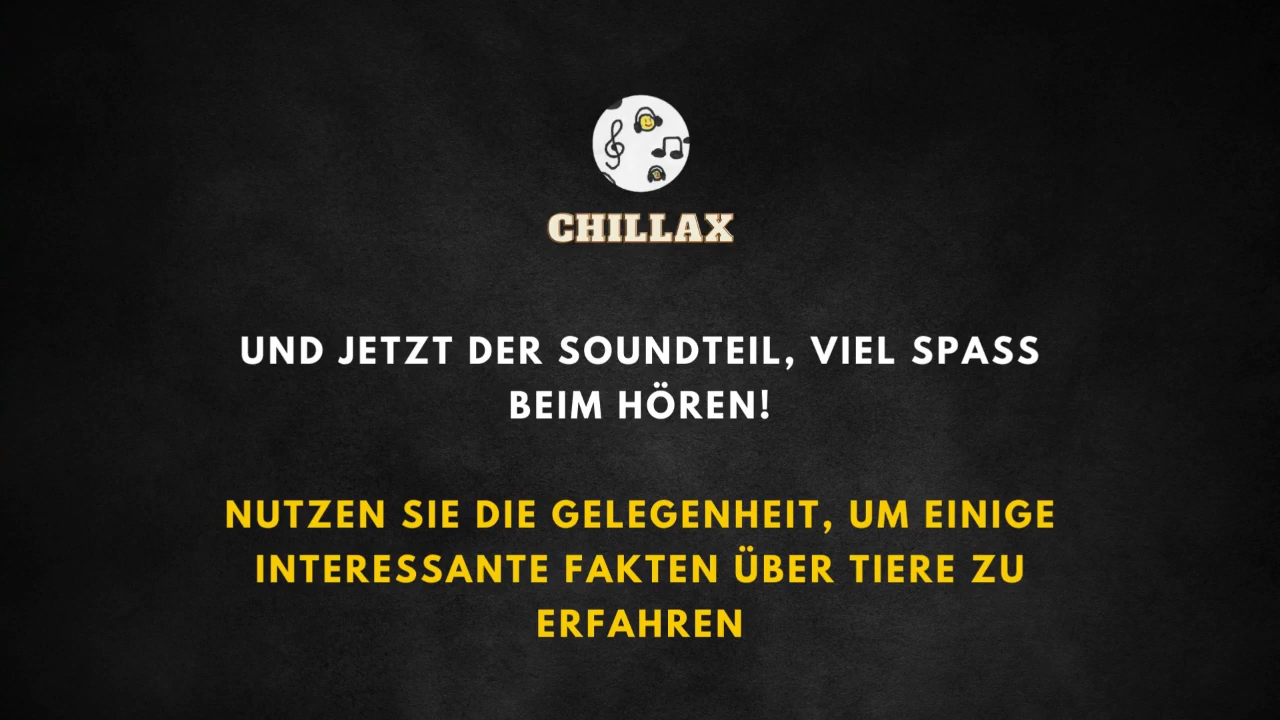 CHILLAX
UND JETZT DER SOUNDTEIL, VIEL SPASS
BEIM HÖREN!
NUTZEN SIE DIE GELEGENHEIT, UM EINIGE
INTERESSANTE FAKTEN ÜBER TIERE ZU
ERFAHREN